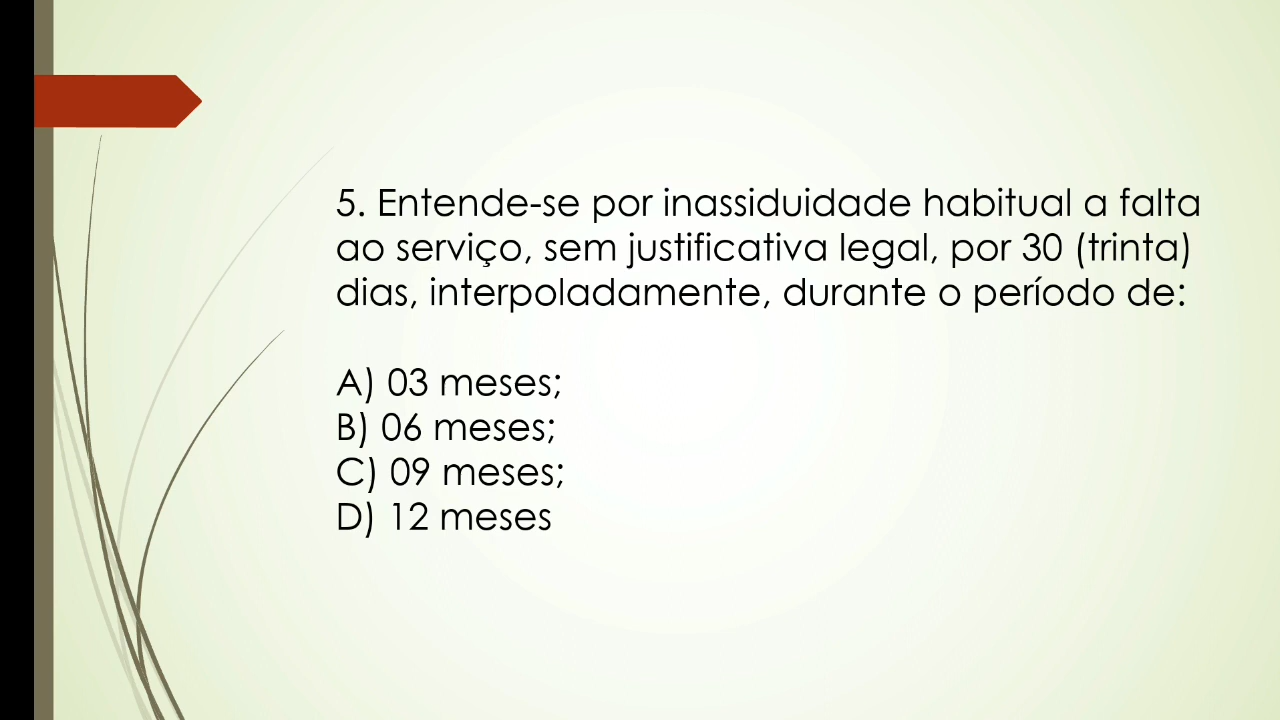 5. Entende-se por inassiduidade habitual a falta
ao serviço, sem justificativa legal, por 30 (trinta)
dias, interpoladamente, durante o período de:
A) 03 meses;
B) 06 meses;
C) 09 meses;
D) 12 meses